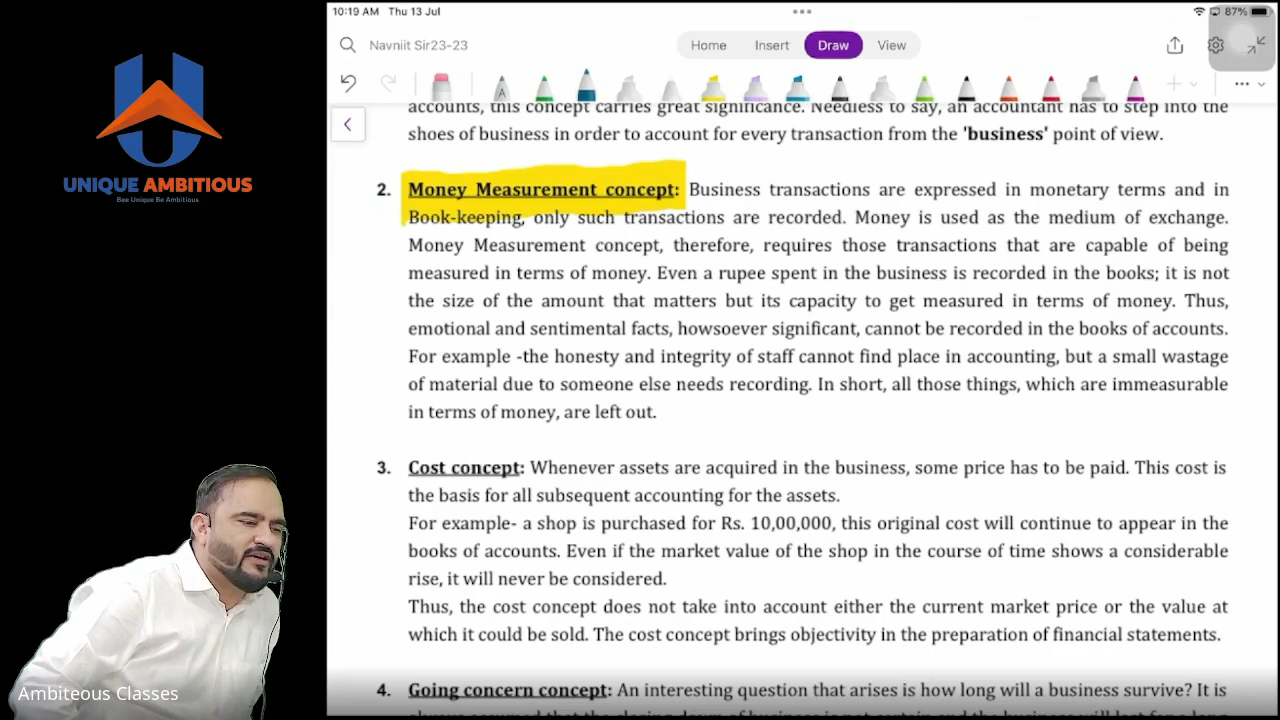 10:19 AM Thu 13 Jul
87%
Navniit Sir23-23
Home Insert Draw View
UNIQUE AMBITIOUS
Bee Unique Be Ambitious
accounts, this concept carries great significance. Needless to say, an accountant has to step into the
shoes of business in order to account for every transaction from the 'business' point of view.
2. Money Measurement concept: Business transactions are expressed in monetary terms and in
Book-keeping, only such transactions are recorded. Money is used as the medium of exchange.
Money Measurement concept, therefore, requires those transactions that are capable of being
measured in terms of money. Even a rupee spent in the business is recorded in the books; it is not
the size of the amount that matters but its capacity to get measured in terms of money. Thus,
emotional and sentimental facts, howsoever significant, cannot be recorded in the books of accounts.
For example -the honesty and integrity of staff cannot find place in accounting, but a small wastage
of material due to someone else needs recording. In short, all those things, which are immeasurable
in terms of money, are left out.
3. Cost concept: Whenever assets are acquired in the business, some price has to be paid. This cost is
the basis for all subsequent accounting for the assets.
For example- a shop is purchased for Rs. 10,00,000, this original cost will continue to appear in the
books of accounts. Even if the market value of the shop in the course of time shows a considerable
rise, it will never be considered.
Thus, the cost concept does not take into account either the current market price or the value at
which it could be sold. The cost concept brings objectivity in the preparation of financial statements.
4. Going concern concept: An interesting question that arises is how long will a business survive? It is
Ambiteous Classes